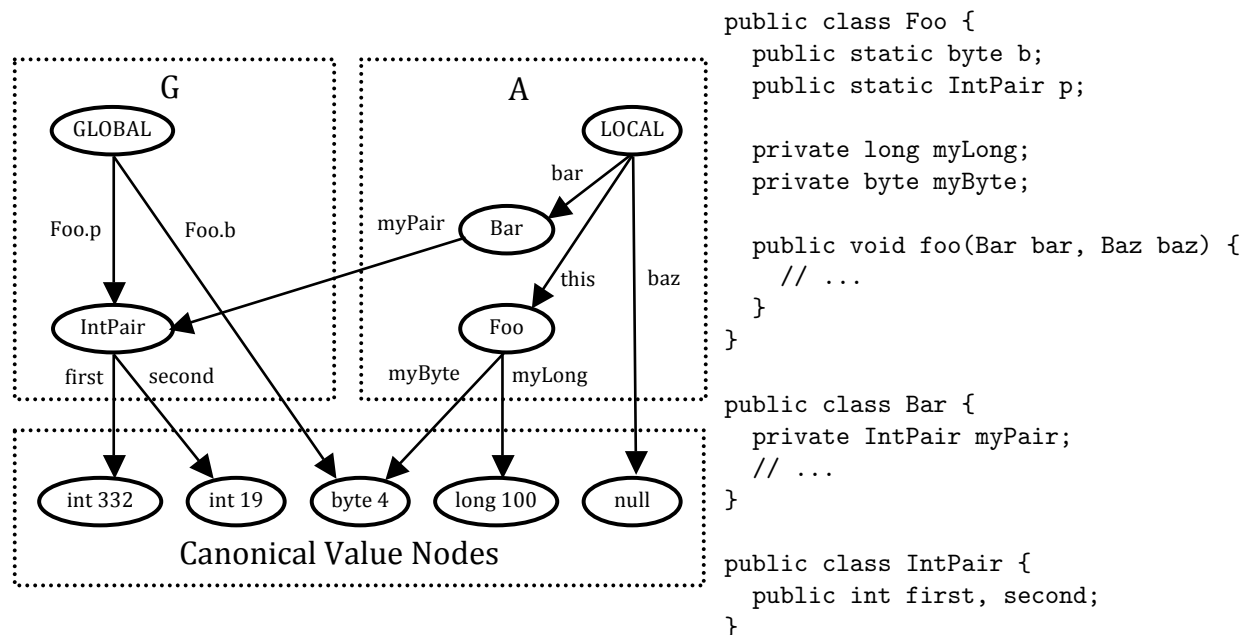 G
A
GLOBAL
LOCAL
bar
Foo.p
Foo.b
myPair
Bar
this
baz
IntPair
Foo
first
second
myByte
myLong
int 332
int 19
byte 4
long 100
null
Canonical Value Nodes
public class Foo {
  public static byte b;
  public static IntPair p;
  private long myLong;
  private byte myByte;
  public void foo(Bar bar, Baz baz) {
    // ...
  }
}
public class Bar {
  private IntPair myPair;
  // ...
}
public class IntPair {
  public int first, second;
}